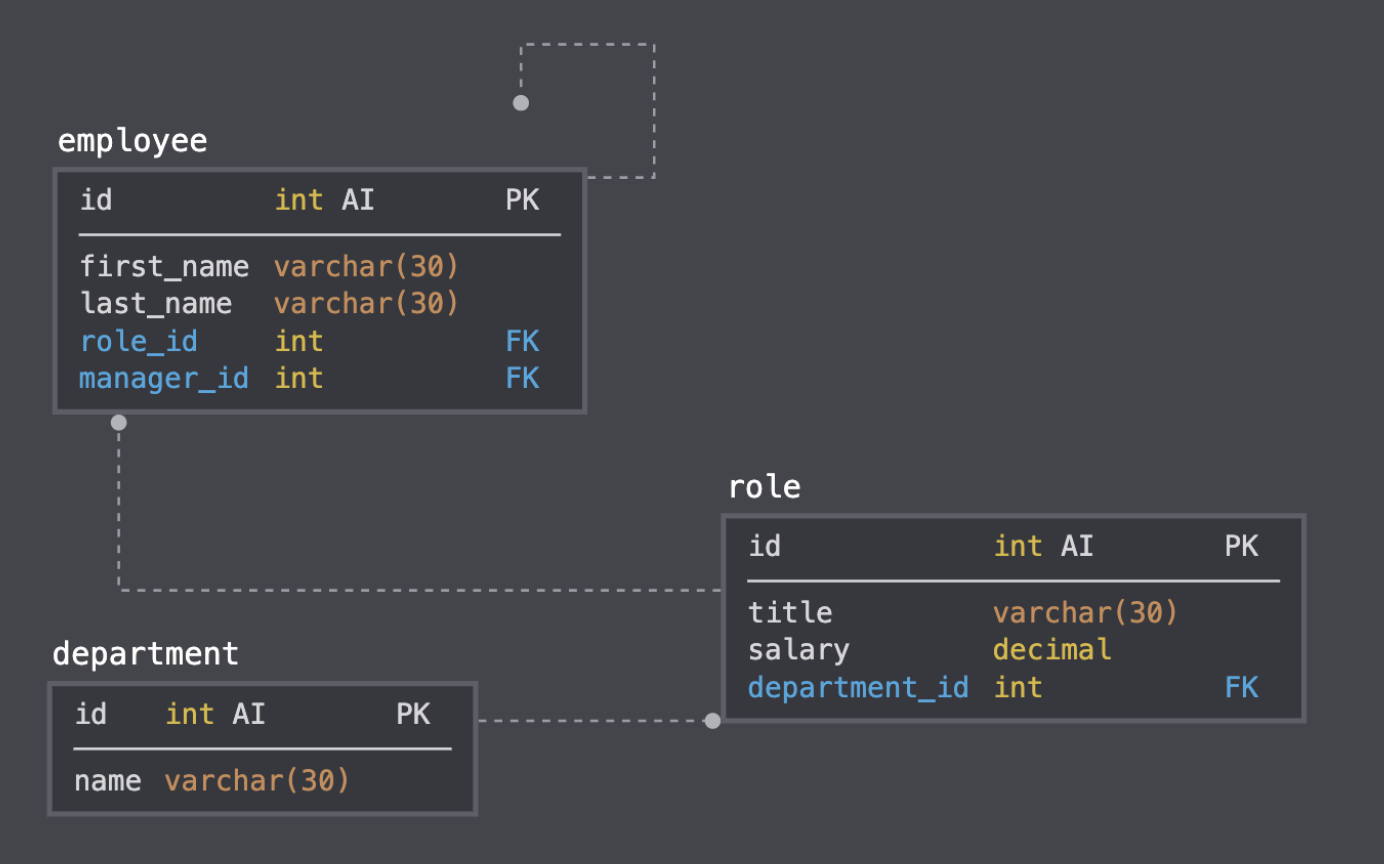 employee
id int AI PK
first_name varchar(30)
last_name varchar(30)
role_id int FK
manager_id int FK
role
id int AI PK
title varchar(30)
salary decimal
department_id int FK
department
id int AI PK
name varchar(30)